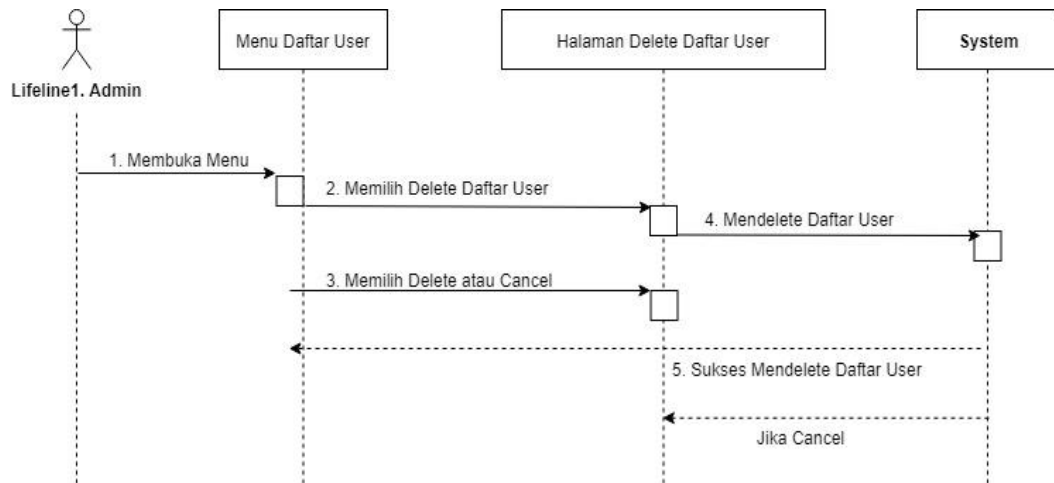 Menu Daftar User
Halaman Delete Daftar User
System
Lifeline1. Admin
1. Membuka Menu
2. Memilih Delete Daftar User
4. Mendelete Daftar User
3. Memilih Delete atau Cancel
5. Sukses Mendelete Daftar User
Jika Cancel